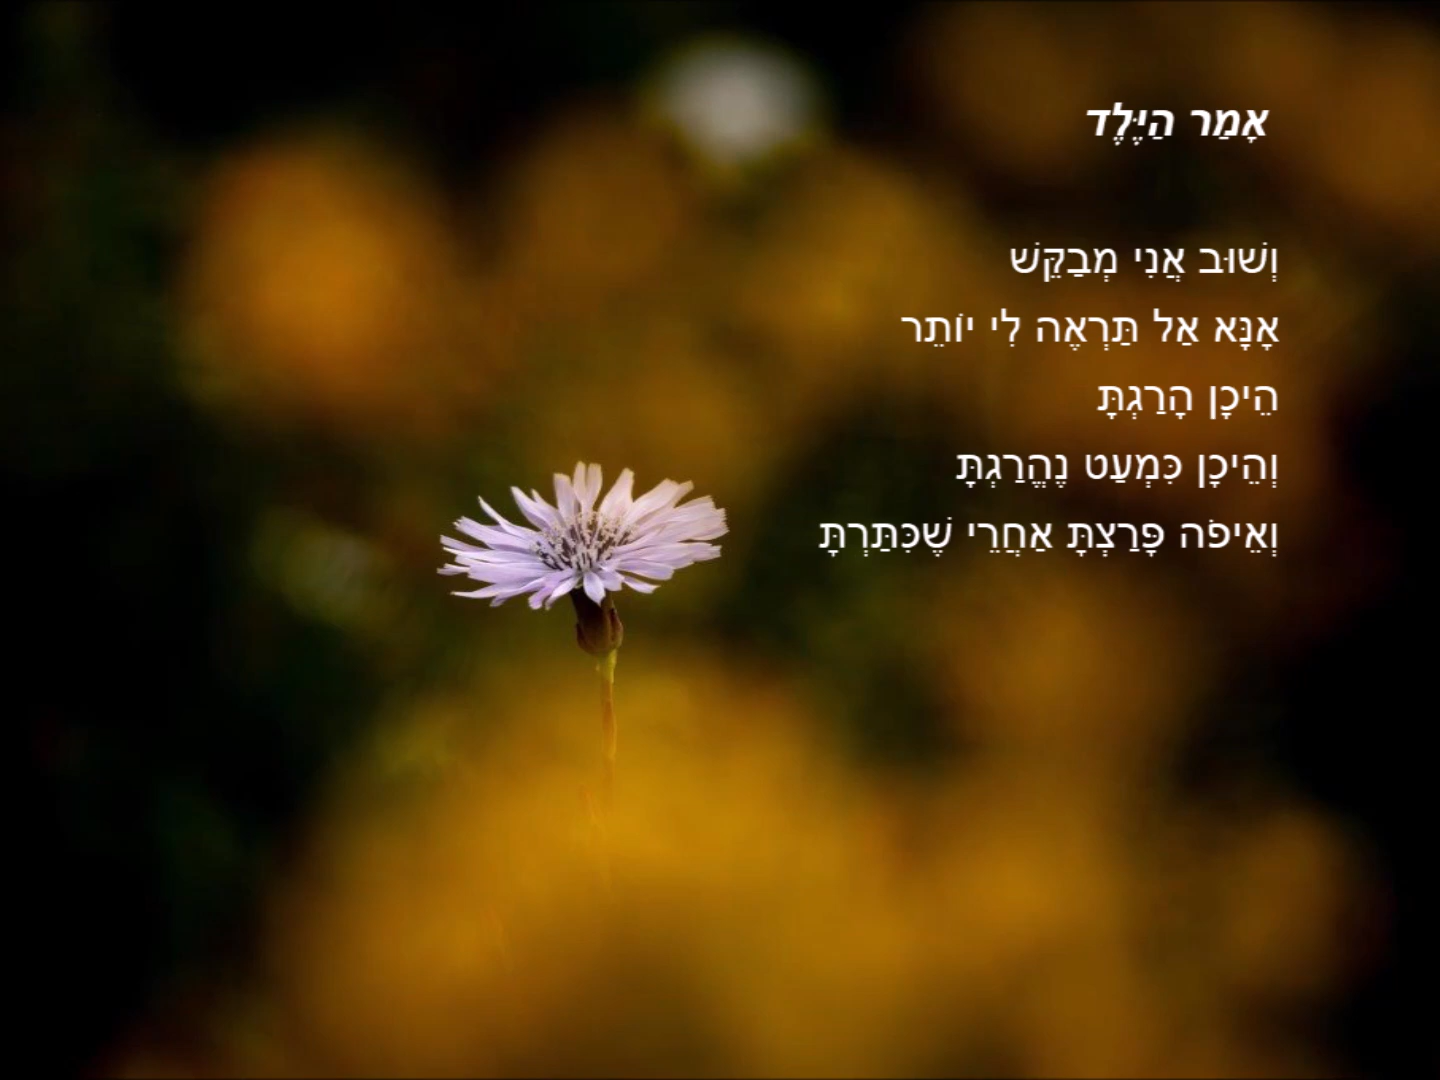 אָמַר הַיֶּלֶד
וְשׁוּב אֲנִי מְבַקֵּשׁ
אָנָּא אַל תַּרְאֶה לִי יוֹתֵר
הֵיכָן הָרַגְתָּ
וְהֵיכָן כִּמְעַט נֶהֱרַגְתָּ
וְאֵיפֹה פָּרַצְתָּ אַחֲרֵי שֶׁכִּתַּרְתָּ